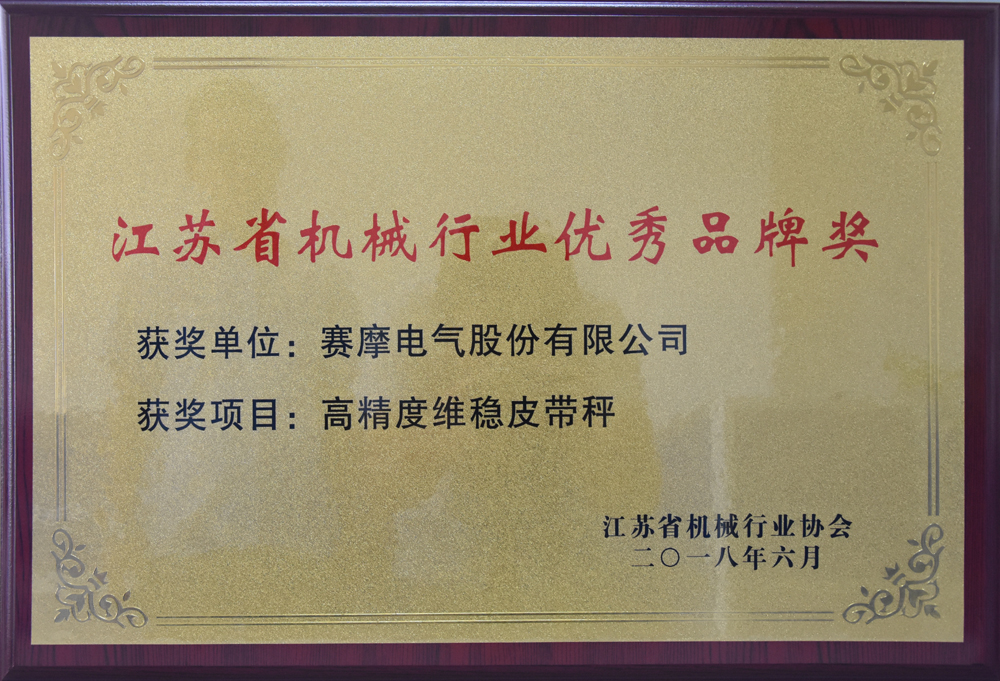 江苏省机械行业优秀品牌奖
获奖单位：赛摩电气股份有限公司
获奖项目：高精度维稳皮带秤
江苏省机械行业协会
二〇一八年六月